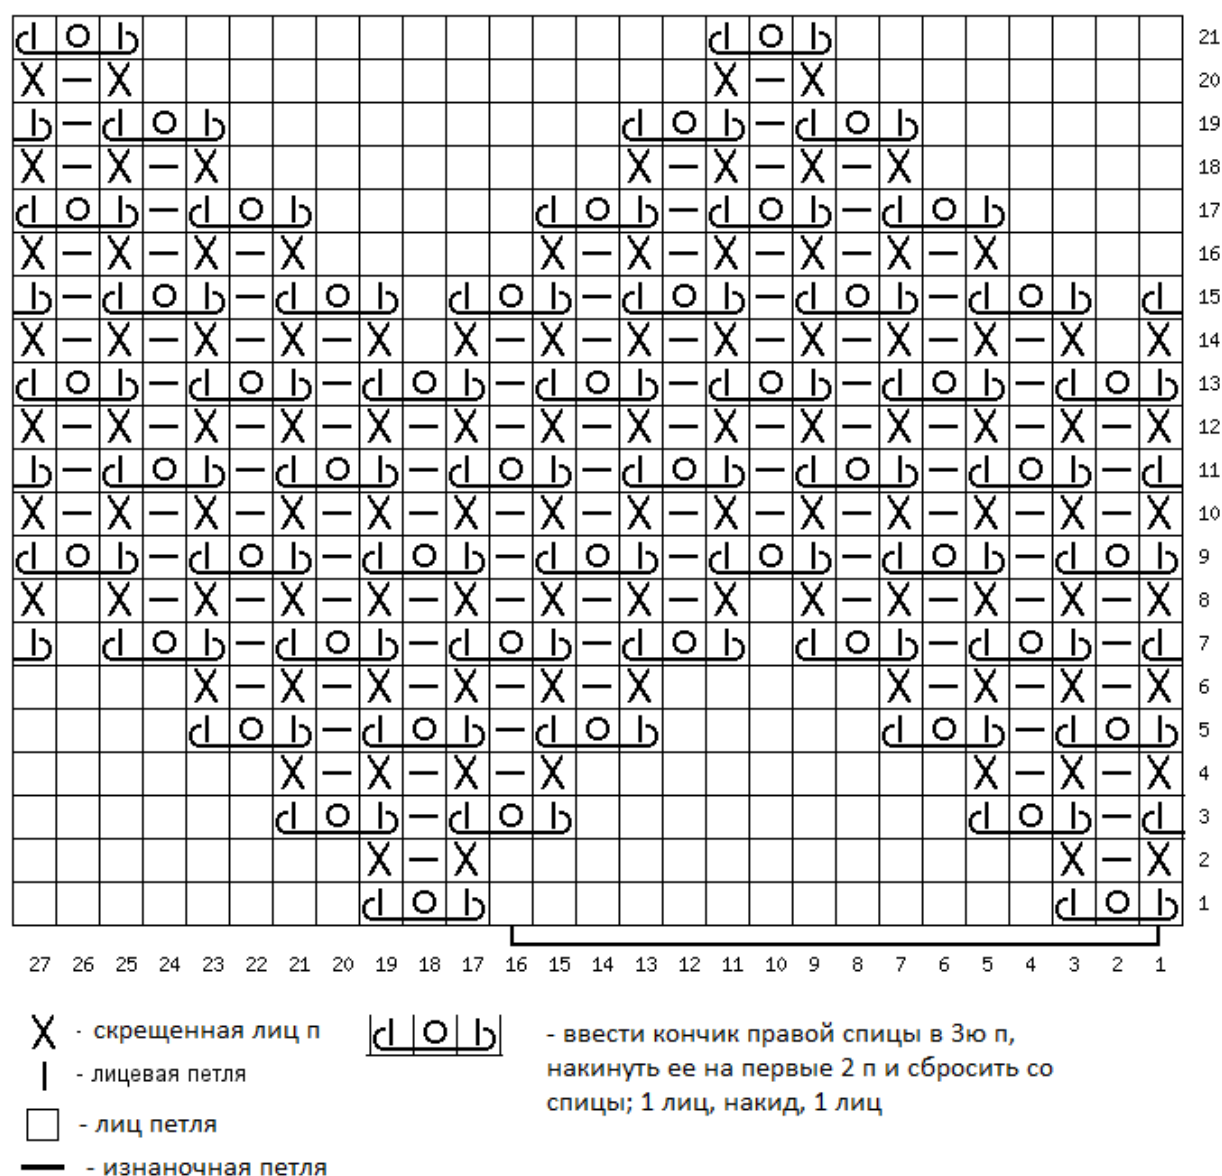 21
20
19
18
17
16
15
14
13
12
11
10
9
8
7
6
5
4
3
2
1
27 26 25 24 23 22 21 20 19 18 17 16 15 14 13 12 11 10 9 8 7 6 5 4 3 2 1
- скрещенная лиц п
- лицевая петля
- лиц петля
- изнаночная петля
- ввести кончик правой спицы в 3ю п,
накинуть ее на первые 2 п и сбросить со
спицы; 1 лиц, накид, 1 лиц